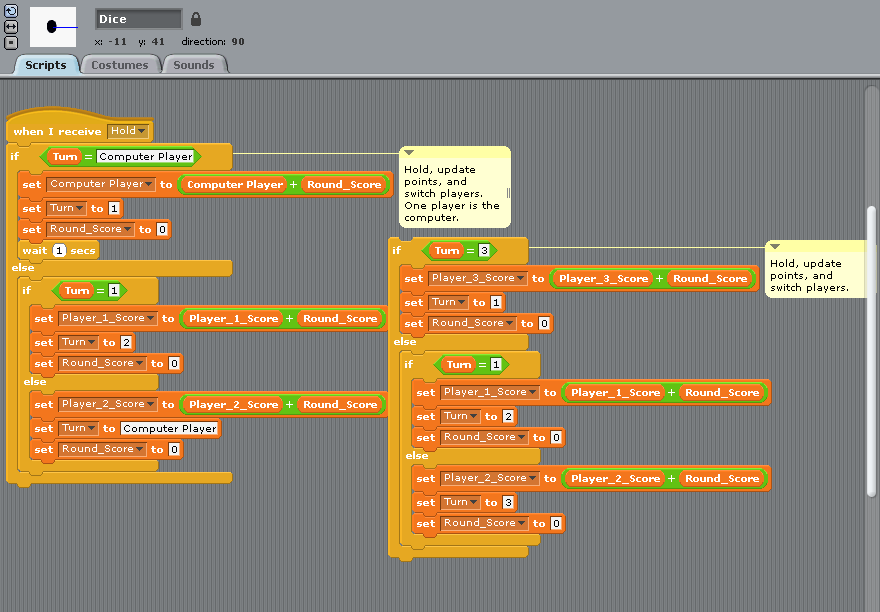 Dice
x: -11 y: 41 direction: 90
Scripts Costumes Sounds
when I receive Hold
if Turn = Computer Player
set Computer Player to Computer Player + Round_Score
set Turn to 1
set Round_Score to 0
wait 1 secs
else
if Turn = 1
set Player_1_Score to Player_1_Score + Round_Score
set Turn to 2
set Round_Score to 0
else
set Player_2_Score to Player_2_Score + Round_Score
set Turn to Computer Player
set Round_Score to 0
Hold, update
points, and
switch players.
One player is the
computer.
if Turn = 3
set Player_3_Score to Player_3_Score + Round_Score
set Turn to 1
set Round_Score to 0
else
if Turn = 1
set Player_1_Score to Player_1_Score + Round_Score
set Turn to 2
set Round_Score to 0
else
set Player_2_Score to Player_2_Score + Round_Score
set Turn to 3
set Round_Score to 0
Hold, update
points, and
switch players.